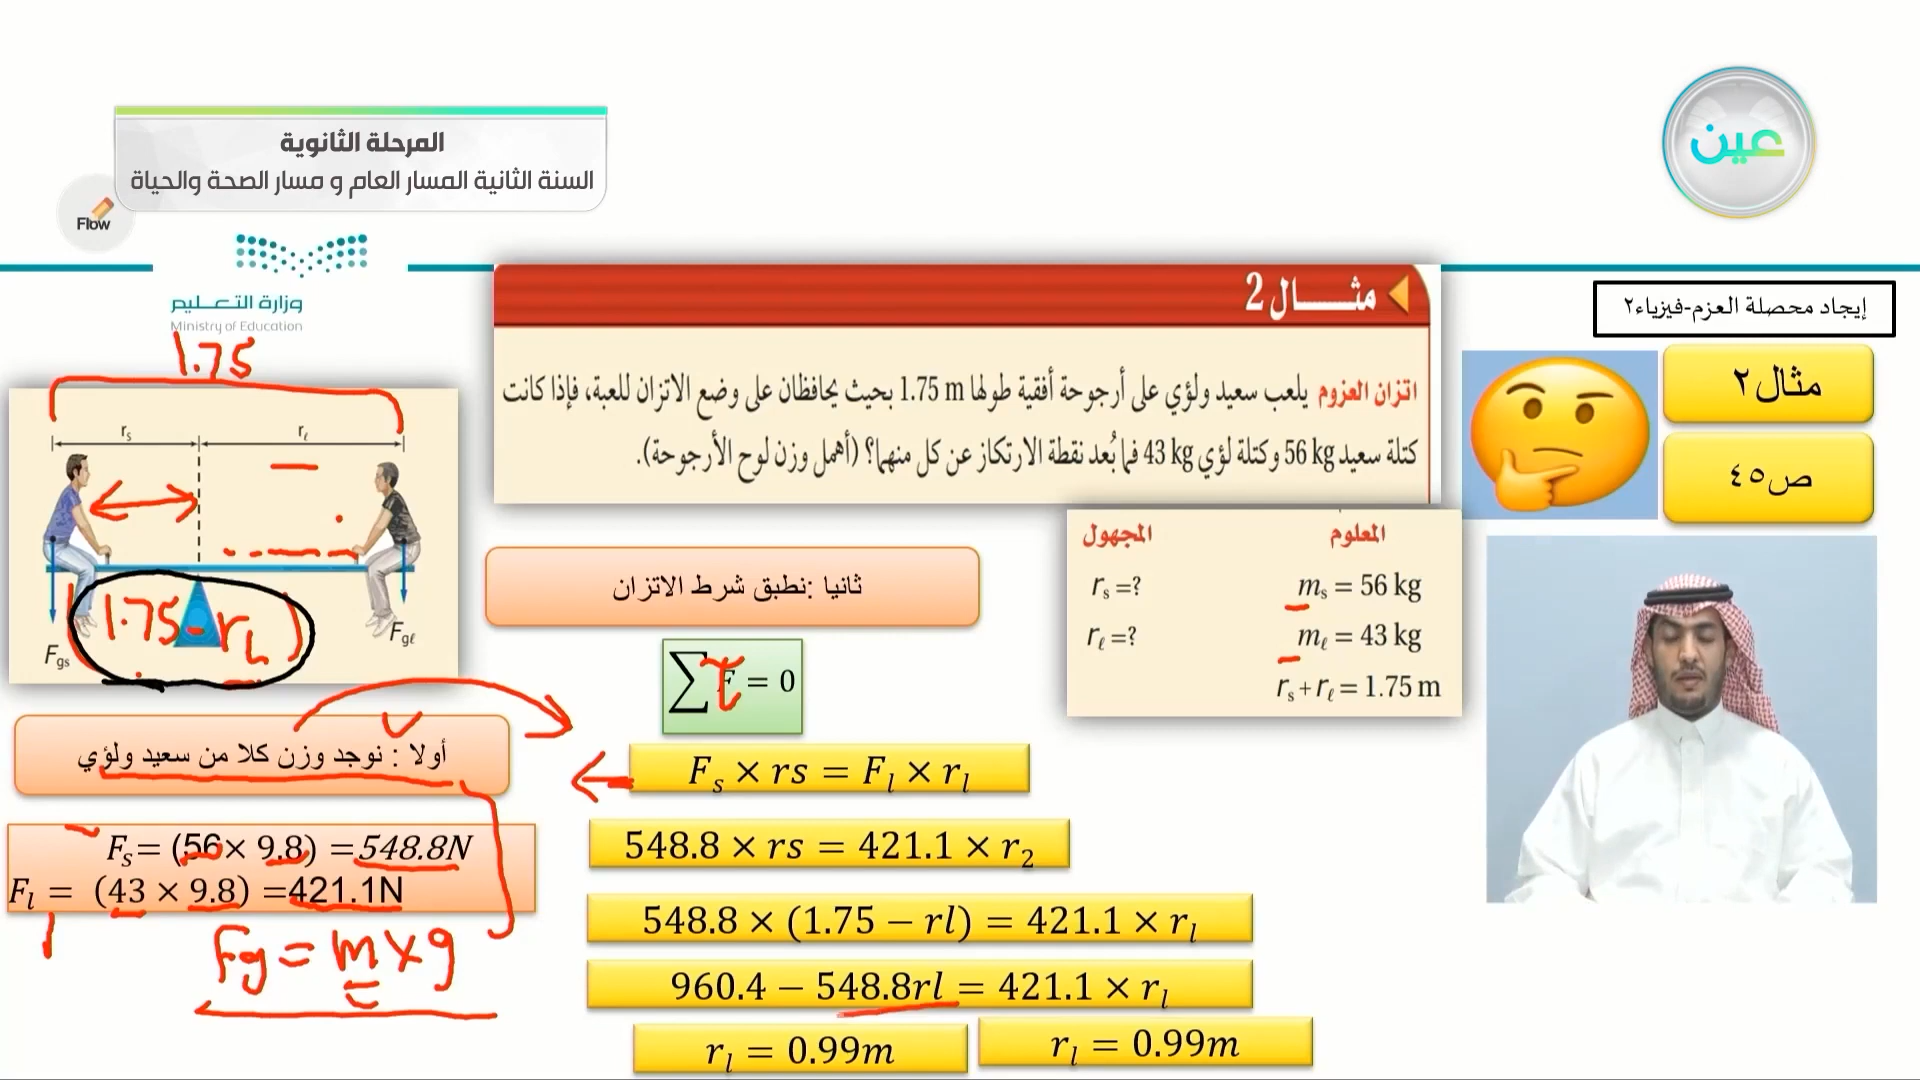 المرحلة الثانوية
السنة الثانية المسار العام و مسار الصحة والحياة
عين
Flow
وزارة التعليم
Ministry of Education
إيجاد محصلة العزم-فيزياء٢
مثال 2
اتزان العزوم يلعب سعيد ولؤي على أرجوحة أفقية طولها 1.75 m بحيث يحافظان على وضع الاتزان للعبة، فإذا كانت
كتلة سعيد 56 kg وكتلة لؤي 43 kg فما بُعد نقطة الارتكاز عن كل منهما؟ (أهمل وزن لوح الأرجوحة).
مثال٢
ص٤٥
المعلوم
المجهول
mₛ = 56 kg
rₛ =?
mℓ = 43 kg
rℓ =?
rₛ + rℓ = 1.75 m
1.75
rₛ
rℓ
1.75 - rL
Fgs
Fgℓ
أولا : نوجد وزن كلا من سعيد ولؤي
Fₛ= (56× 9.8) =548.8N
Fₗ = (43 × 9.8) =421.1N
Fg = m×g
ثانيا :نطبق شرط الاتزان
∑τ = 0
Fₛ × rs = Fₗ × rₗ
548.8 × rs = 421.1 × r₂
548.8 × (1.75 − rl) = 421.1 × rₗ
960.4 − 548.8rl = 421.1 × rₗ
rₗ = 0.99m
rₗ = 0.99m